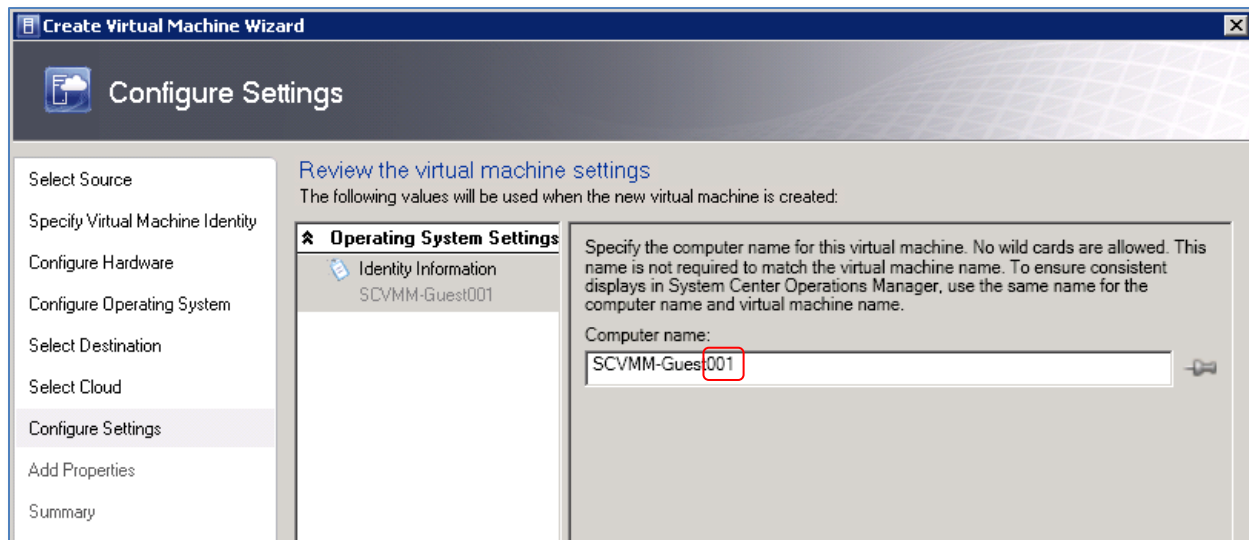 Create Virtual Machine Wizard
Configure Settings
Select Source
Specify Virtual Machine Identity
Configure Hardware
Configure Operating System
Select Destination
Select Cloud
Configure Settings
Add Properties
Summary
Review the virtual machine settings
The following values will be used when the new virtual machine is created:
Operating System Settings
Identity Information
SCVMM-Guest001
Specify the computer name for this virtual machine. No wild cards are allowed. This
name is not required to match the virtual machine name. To ensure consistent
displays in System Center Operations Manager, use the same name for the
computer name and virtual machine name.
Computer name:
SCVMM-Guest001